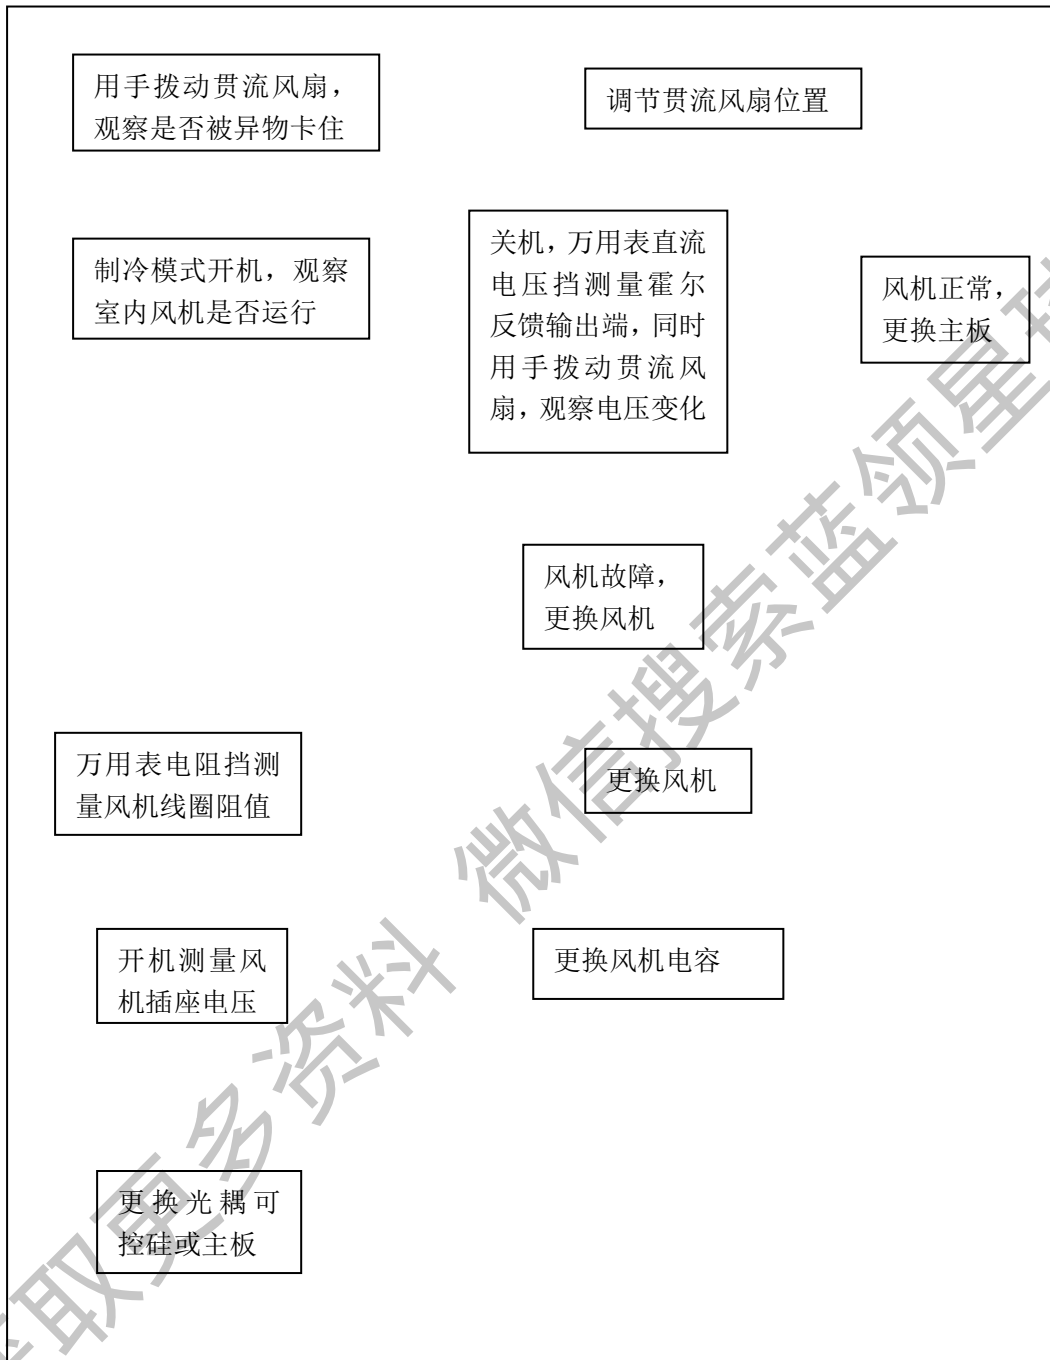 用手拨动贯流风扇，
观察是否被异物卡住
调节贯流风扇位置
制冷模式开机，观察
室内风机是否运行
关机，万用表直流
电压挡测量霍尔
反馈输出端，同时
用手拨动贯流风
扇，观察电压变化
风机正常，
更换主板
风机故障，
更换风机
万用表电阻挡测
量风机线圈阻值
更换风机
开机测量风
机插座电压
更换风机电容
更换光耦可
控硅或主板
取更多资料 微信搜索蓝领星球